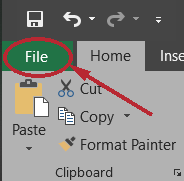 File Home Inse
Cut
Copy
Paste
Format Painter
Clipboard